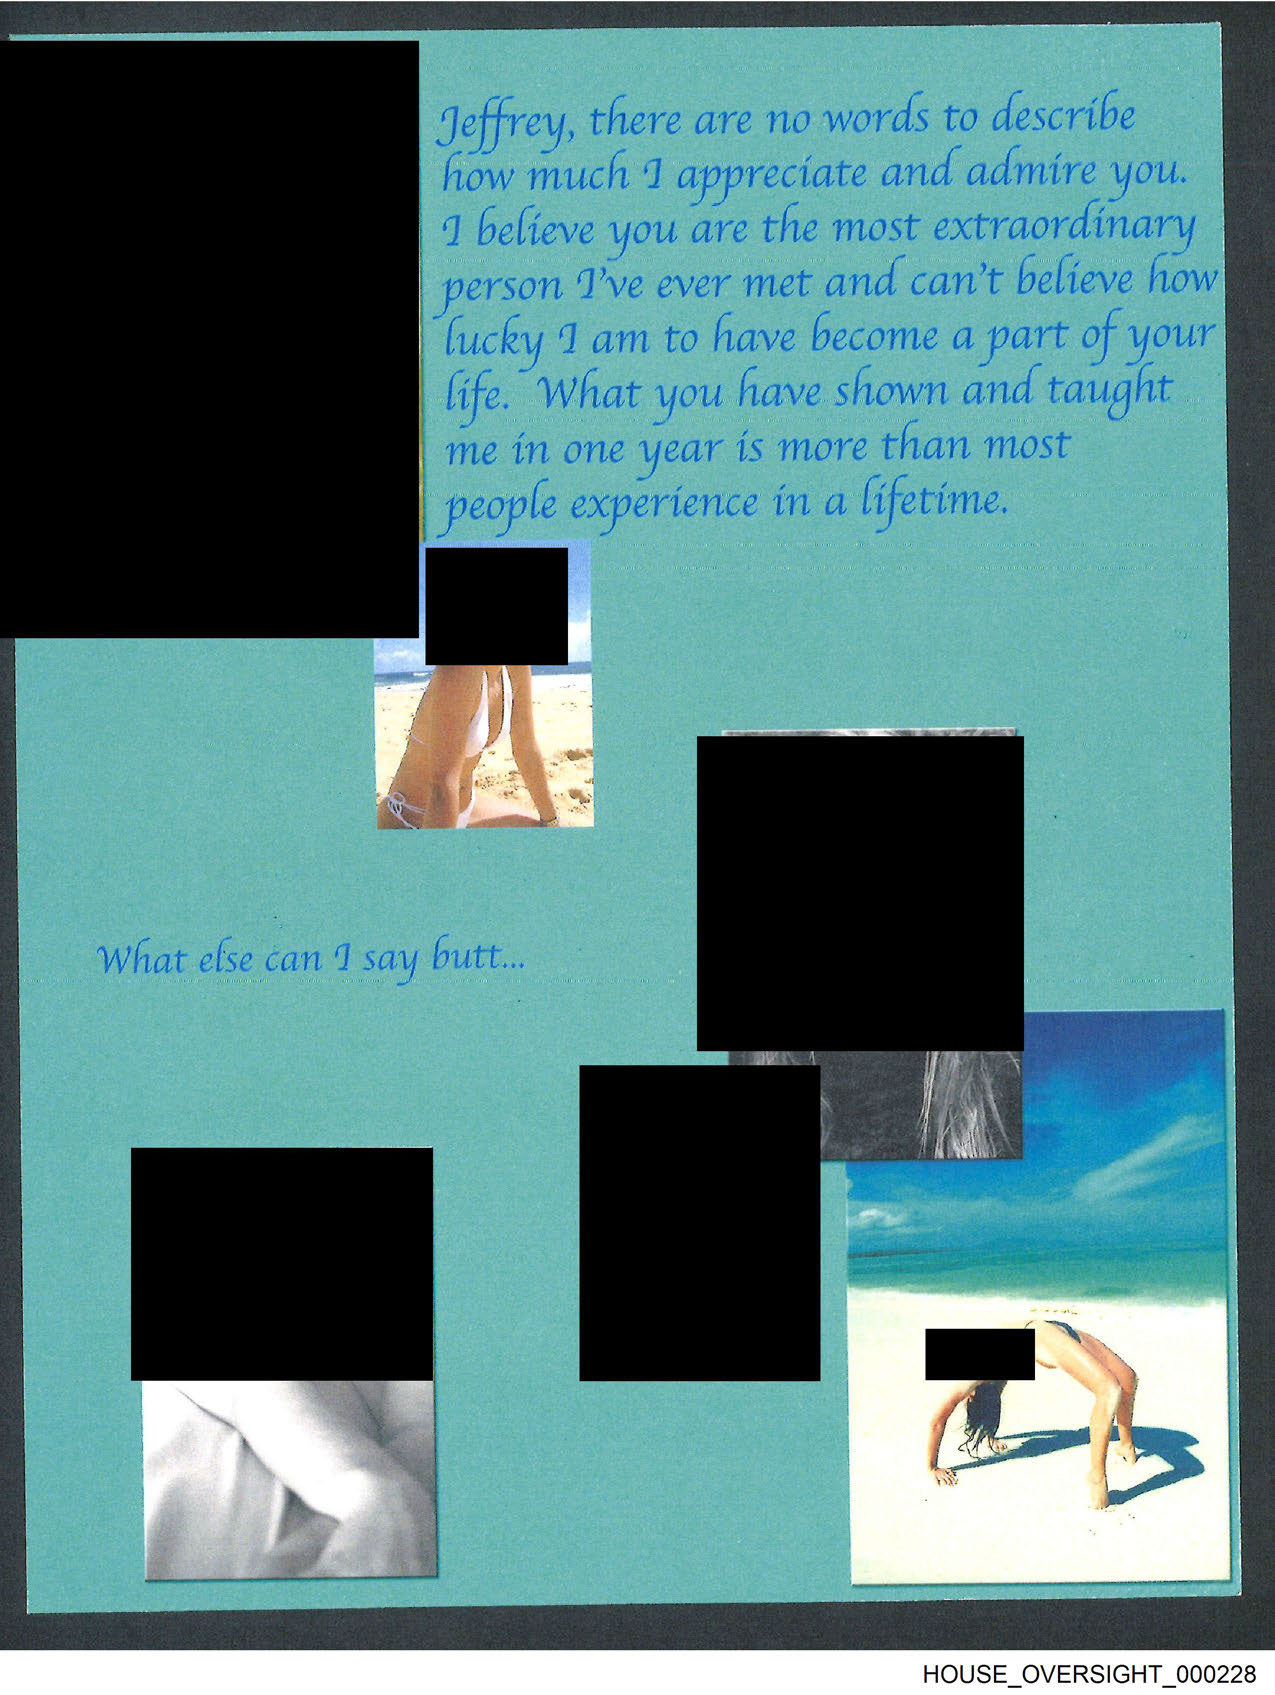 Jeffrey, there are no words to describe
how much I appreciate and admire you.
I believe you are the most extraordinary
person I've ever met and can't believe how
lucky I am to have become a part of your
life. What you have shown and taught
me in one year is more than most
people experience in a lifetime.
What else can I say butt...
HOUSE_OVERSIGHT_000228